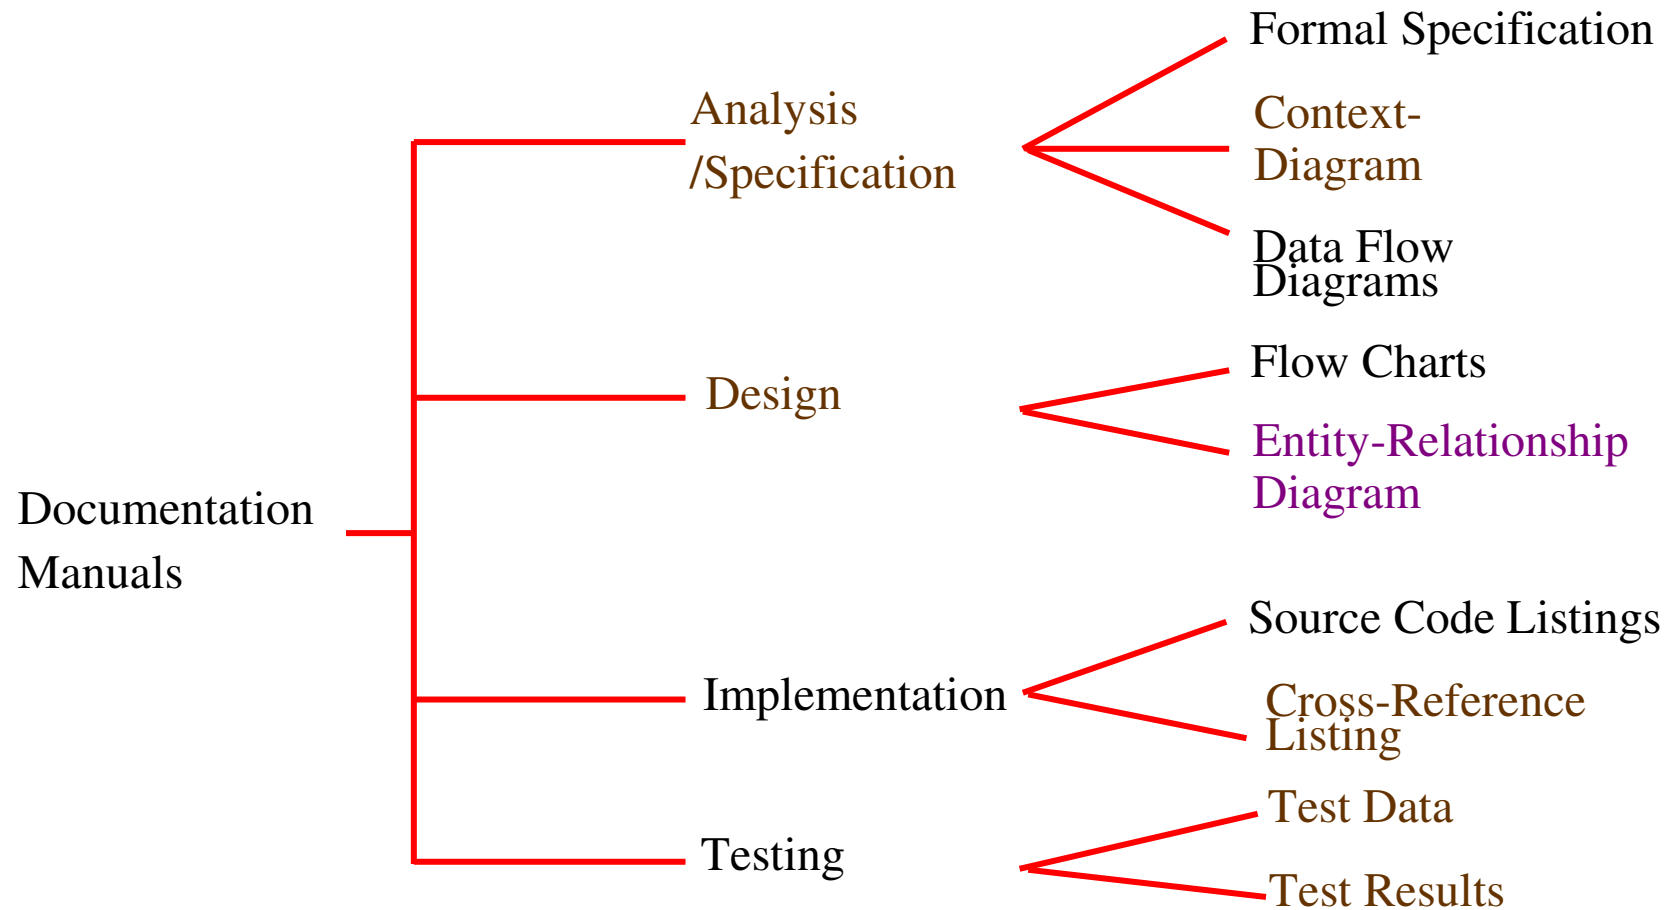 Formal Specification
Analysis
/Specification
Context-
Diagram
Data Flow
Diagrams
Design
Flow Charts
Entity-Relationship
Diagram
Documentation
Manuals
Implementation
Source Code Listings
Cross-Reference
Listing
Testing
Test Data
Test Results